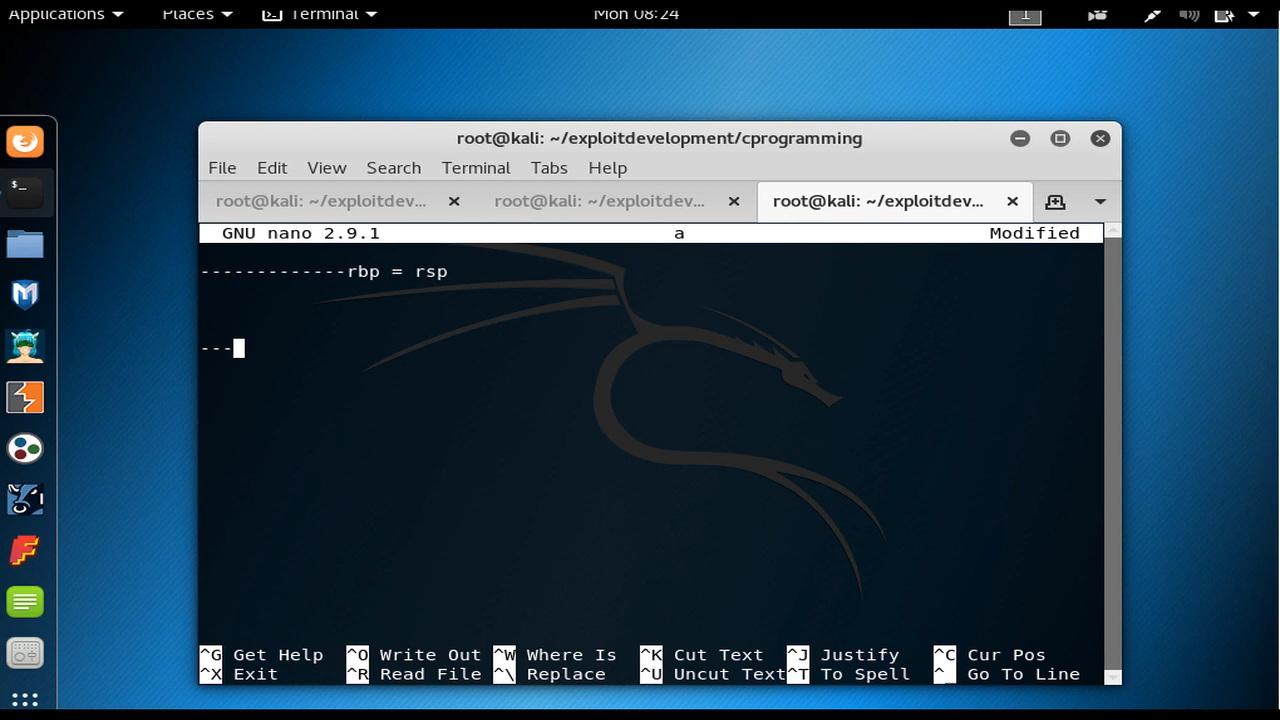 Applications Places Terminal Mon 08:24 1
root@kali: ~/exploitdevelopment/cprogramming
File Edit View Search Terminal Tabs Help
root@kali: ~/exploitdev... root@kali: ~/exploitdev... root@kali: ~/exploitdev...
GNU nano 2.9.1 a Modified
-------------rbp = rsp
---
^G Get Help ^O Write Out ^W Where Is ^K Cut Text ^J Justify ^C Cur Pos
^X Exit ^R Read File ^\ Replace ^U Uncut Text ^T To Spell ^_ Go To Line